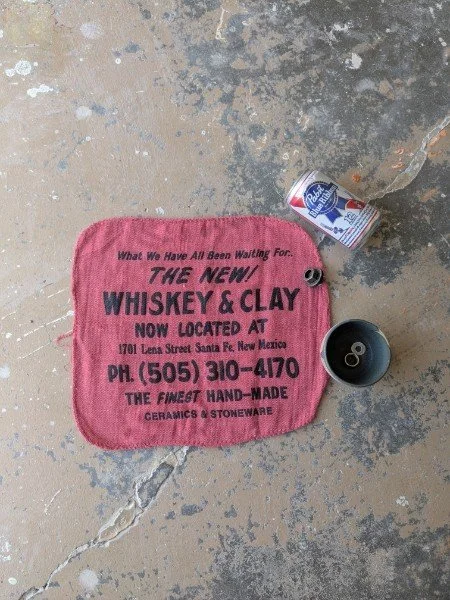 What We Have All Been Waiting For..
THE NEW!
WHISKEY & CLAY
NOW LOCATED AT
1701 Lena Street Santa Fe, New Mexico
PH. (505) 310-4170
THE FINEST HAND-MADE
CERAMICS & STONEWARE
Pabst
Blue Ribbon